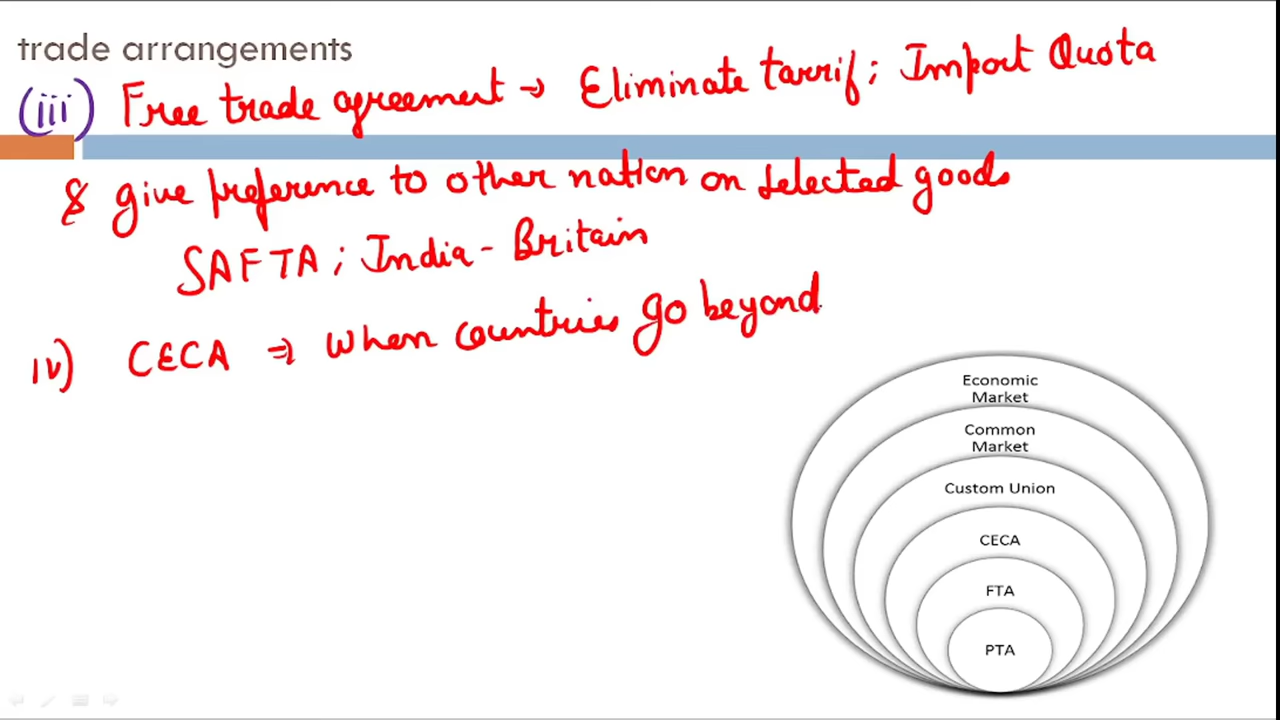 trade arrangements
(iii) Free trade agreement → Eliminate tarrif; Import Quota
& give preference to other nation on selected goods
SAFTA; India - Britain
iv) CECA ⇒ When countries go beyond
Economic
Market
Common
Market
Custom Union
CECA
FTA
PTA